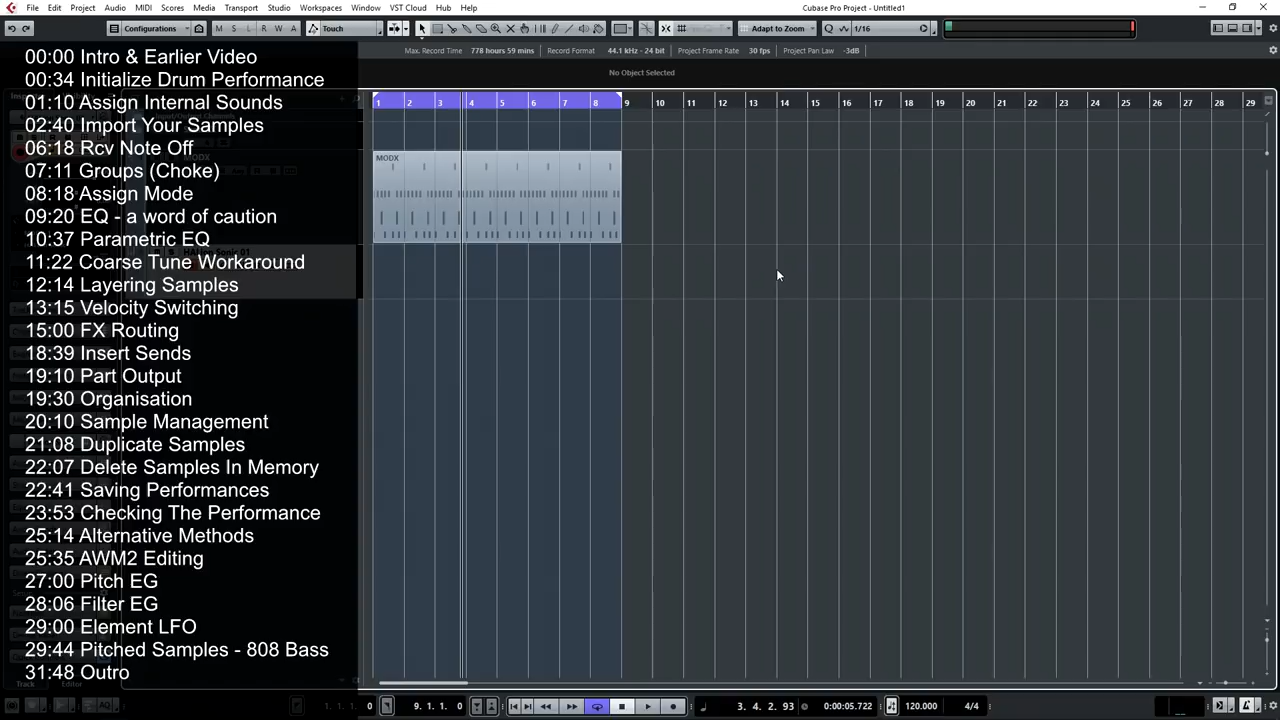 File Edit Project Audio MIDI Scores Media Transport Studio Workspaces Window VST Cloud Hub Help
Cubase Pro Project - Untitled1
Configurations M S L R W A Touch Adapt to Zoom Q 1/16
Max. Record Time 778 hours 59 mins Record Format 44.1 kHz - 24 bit Project Frame Rate 30 fps Project Pan Law -3dB
No Object Selected
1 2 3 4 5 6 7 8 9 10 11 12 13 14 15 16 17 18 19 20 21 22 23 24 25 26 27 28 29
MODX
00:00 Intro & Earlier Video
00:34 Initialize Drum Performance
01:10 Assign Internal Sounds
02:40 Import Your Samples
06:18 Rcv Note Off
07:11 Groups (Choke)
08:18 Assign Mode
09:20 EQ - a word of caution
10:37 Parametric EQ
11:22 Coarse Tune Workaround
12:14 Layering Samples
13:15 Velocity Switching
15:00 FX Routing
18:39 Insert Sends
19:10 Part Output
19:30 Organisation
20:10 Sample Management
21:08 Duplicate Samples
22:07 Delete Samples In Memory
22:41 Saving Performances
23:53 Checking The Performance
25:14 Alternative Methods
25:35 AWM2 Editing
27:00 Pitch EG
28:06 Filter EG
29:00 Element LFO
29:44 Pitched Samples - 808 Bass
31:48 Outro
Track Editor
1. 1. 1. 0 9. 1. 1. 0 3. 4. 2. 93 0:00:05.722 120.000 4/4